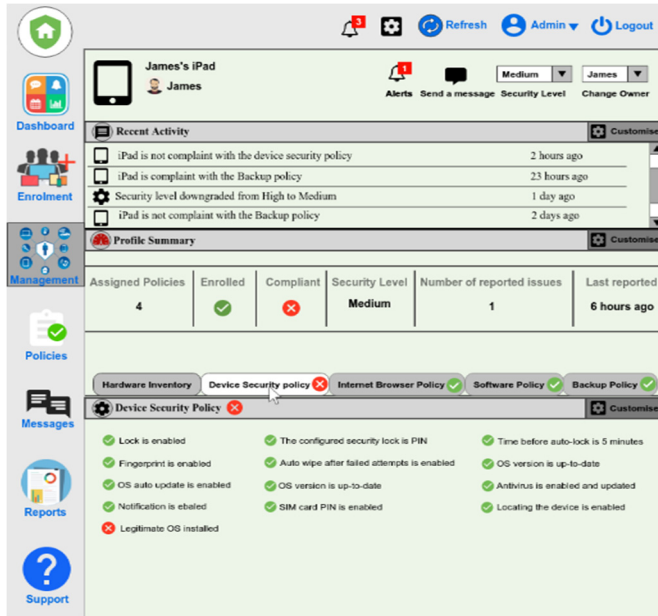 3
Refresh
Admin
Logout
James's iPad
James
1
Alerts
Send a message
Medium
Security Level
James
Change Owner
Dashboard
Enrolment
Management
Policies
Messages
Reports
Support
Recent Activity
Customise
iPad is not complaint with the device security policy 2 hours ago
iPad is complaint with the Backup policy 23 hours ago
Security level downgraded from High to Medium 1 day ago
iPad is not complaint with the Backup policy 2 days ago
Profile Summary
Customise
Assigned Policies Enrolled Compliant Security Level Number of reported issues Last reported
4 Medium 1 6 hours ago
Hardware Inventory Device Security policy Internet Browser Policy Software Policy Backup Policy
Device Security Policy
Customise
Lock is enabled The configured security lock is PIN Time before auto-lock is 5 minutes
Fingerprint is enabled Auto wipe after failed attempts is enabled OS version is up-to-date
OS auto update is enabled OS version is up-to-date Antivirus is enabled and updated
Notification is ebaled SIM card PIN is enabled Locating the device is enabled
Legitimate OS installed